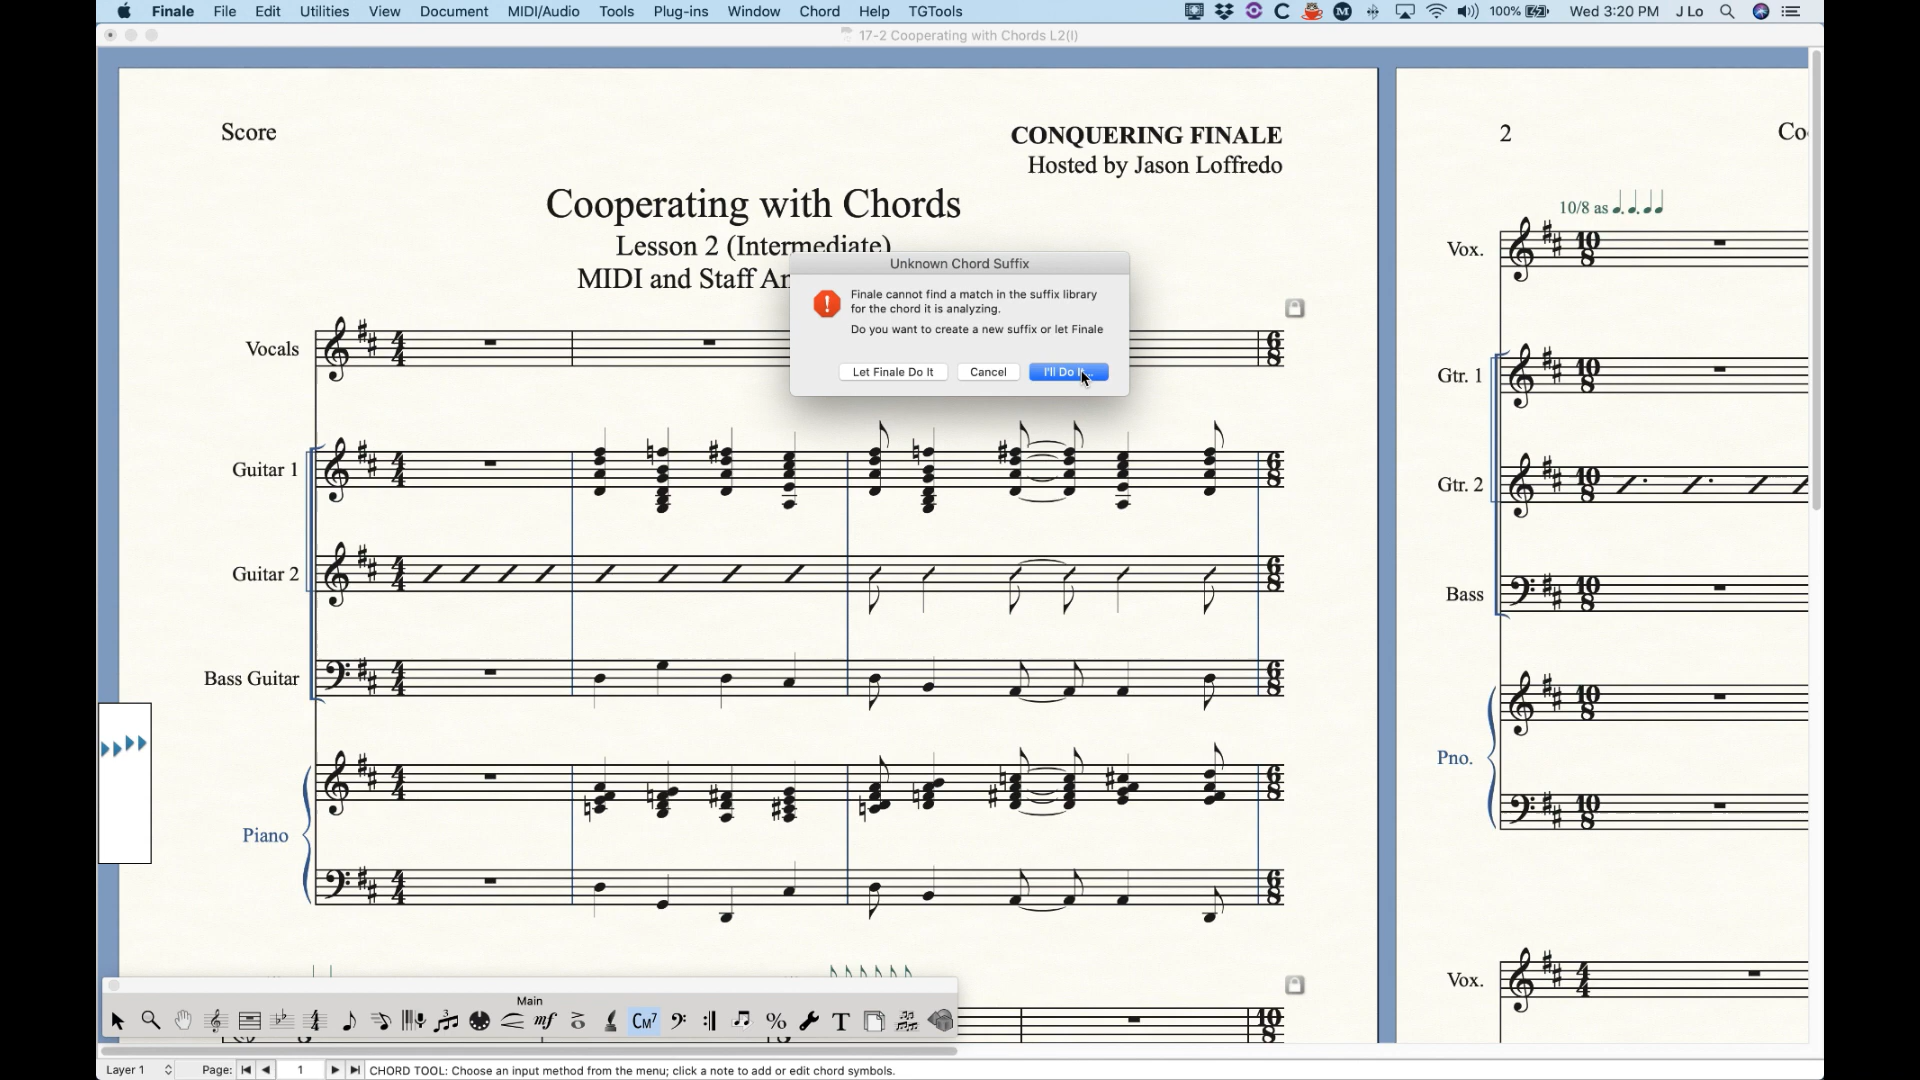 Finale File Edit Utilities View Document MIDI/Audio Tools Plug-ins Window Chord Help TGTools 100% Wed 3:20 PM J Lo
17-2 Cooperating with Chords L2(I)
Score
CONQUERING FINALE
Hosted by Jason Loffredo
2
Cooperating with Chords
Lesson 2 (Intermediate)
MIDI and Staff
10/8 as
Unknown Chord Suffix
Finale cannot find a match in the suffix library
for the chord it is analyzing.
Do you want to create a new suffix or let Finale
Let Finale Do It Cancel I'll Do It...
Vocals
Vox.
Guitar 1
Gtr. 1
Guitar 2
Gtr. 2
Bass Guitar
Bass
Piano
Pno.
Vox.
Main
CM7
Layer 1 Page: 1 CHORD TOOL: Choose an input method from the menu; click a note to add or edit chord symbols.